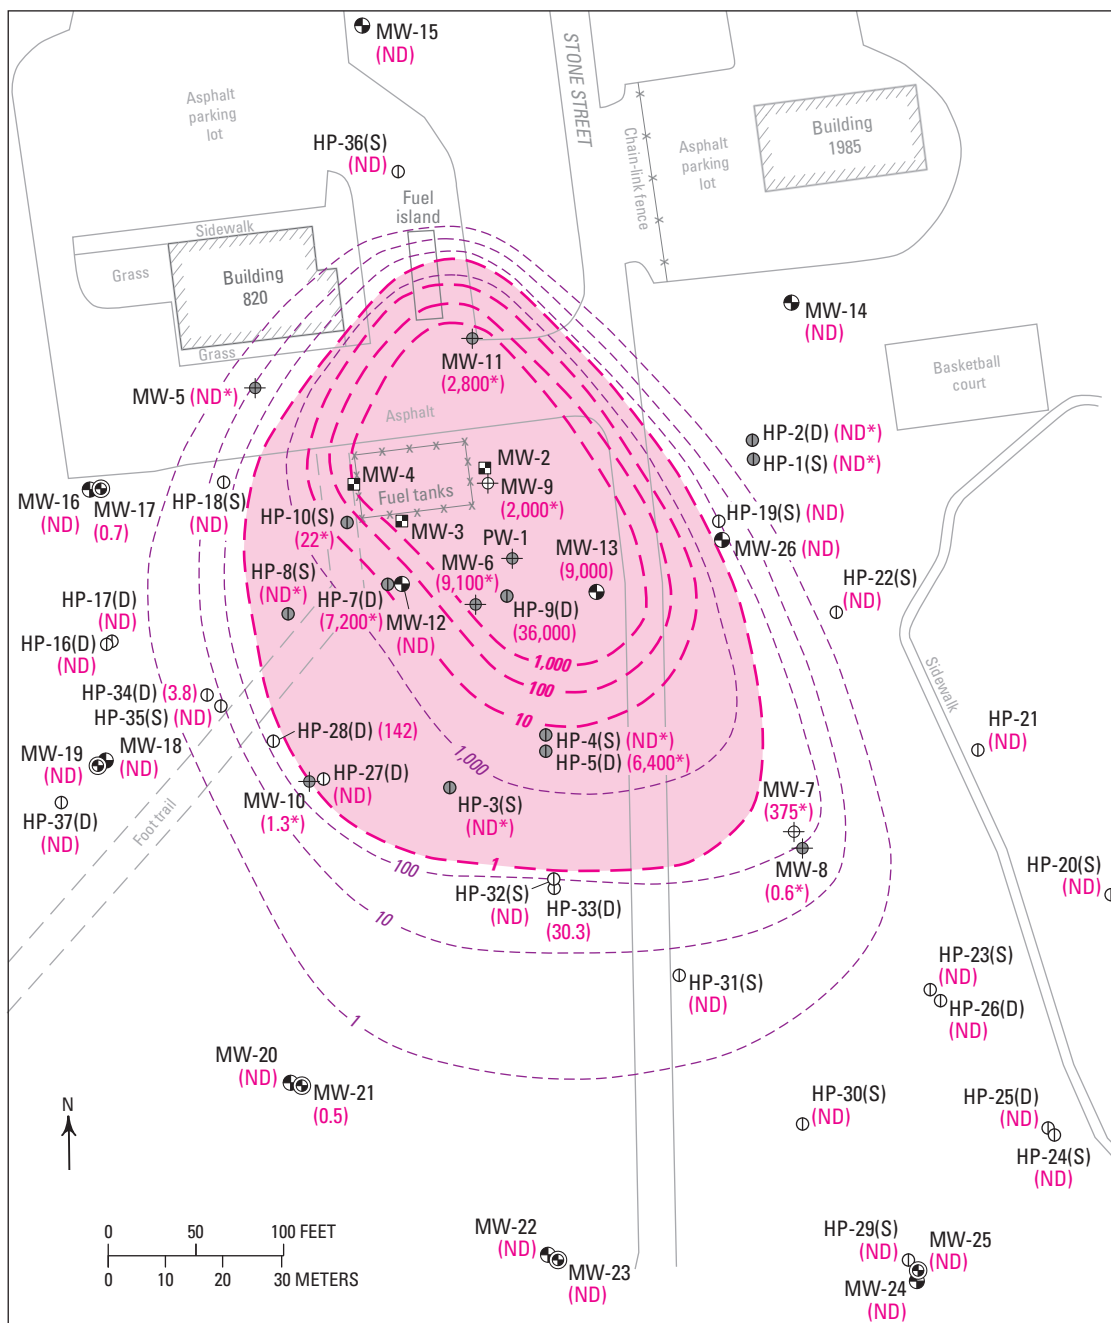 MW-15
(ND)
STONE STREET
Asphalt
parking
lot
Building
1985
Chain-link fence
Asphalt
parking
lot
HP-36(S)
(ND)
Fuel
island
Sidewalk
Grass
Building
820
Grass
MW-14
(ND)
MW-11
(2,800*)
Basketball
court
MW-5 (ND*)
Asphalt
HP-2(D) (ND*)
HP-1(S) (ND*)
MW-2
MW-4
MW-9
(2,000*)
Fuel tanks
MW-16
(ND)
MW-17
(0.7)
HP-18(S)
(ND)
HP-10(S)
(22*)
MW-3
HP-19(S) (ND)
MW-26 (ND)
PW-1
MW-13
(9,000)
MW-6
(9,100*)
HP-8(S)
(ND*)
HP-7(D)
(7,200*)
MW-12
(ND)
HP-9(D)
(36,000)
HP-22(S)
(ND)
HP-17(D)
HP-16(D)
(ND)
1,000
100
10
HP-34(D) (3.8)
HP-35(S) (ND)
Sidewalk
HP-28(D) (142)
HP-4(S) (ND*)
HP-5(D) (6,400*)
HP-21
(ND)
MW-19
(ND)
MW-18
(ND)
1,000
HP-27(D)
(ND)
MW-10
(1.3*)
HP-3(S)
(ND*)
MW-7
(375*)
HP-37(D)
(ND)
Foot trail
MW-8
(0.6*)
1
100
HP-32(S)
(ND)
HP-33(D)
(30.3)
HP-20(S)
(ND)
10
HP-31(S)
(ND)
HP-23(S)
(ND)
HP-26(D)
(ND)
1
MW-20
(ND)
MW-21
(0.5)
HP-30(S)
(ND)
HP-25(D)
(ND)
HP-24(S)
(ND)
N
0 50 100 FEET
0 10 20 30 METERS
MW-22
(ND)
MW-23
(ND)
HP-29(S)
(ND)
MW-25
(ND)
MW-24
(ND)